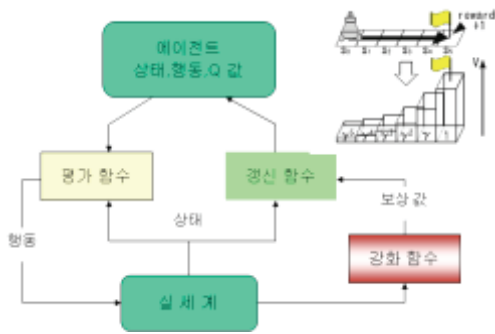 에이전트
상태,행동,Q 값
reward
+1
V
평가 함수
갱신 함수
보상 값
상태
행동
강화 함수
실 세 계